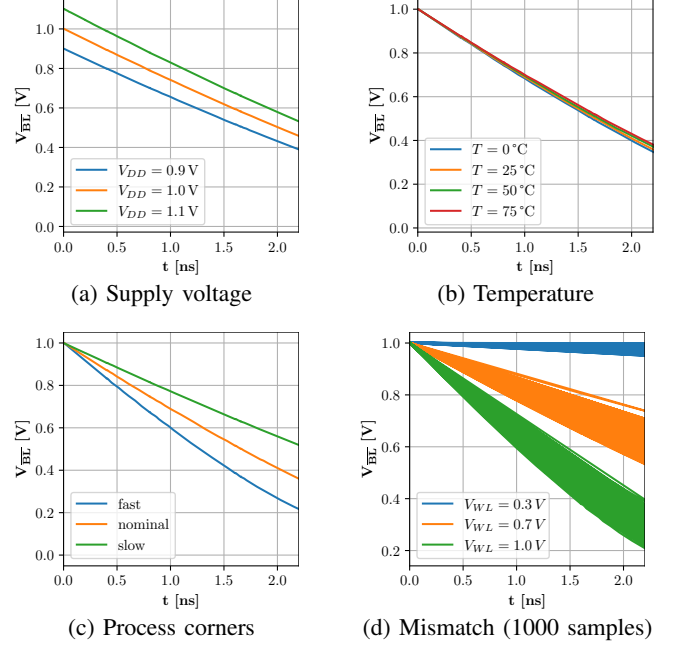 1.0
0.8
0.6
0.4
0.2
0.0
V_BL [V]
V_DD = 0.9 V
V_DD = 1.0 V
V_DD = 1.1 V
0.0 0.5 1.0 1.5 2.0
t [ns]
(a) Supply voltage
1.0
0.8
0.6
0.4
0.2
0.0
V_BL [V]
T = 0 °C
T = 25 °C
T = 50 °C
T = 75 °C
0.0 0.5 1.0 1.5 2.0
t [ns]
(b) Temperature
1.0
0.8
0.6
0.4
0.2
0.0
V_BL [V]
fast
nominal
slow
0.0 0.5 1.0 1.5 2.0
t [ns]
(c) Process corners
1.0
0.8
0.6
0.4
0.2
V_BL [V]
V_WL = 0.3 V
V_WL = 0.7 V
V_WL = 1.0 V
0.0 0.5 1.0 1.5 2.0
t [ns]
(d) Mismatch (1000 samples)